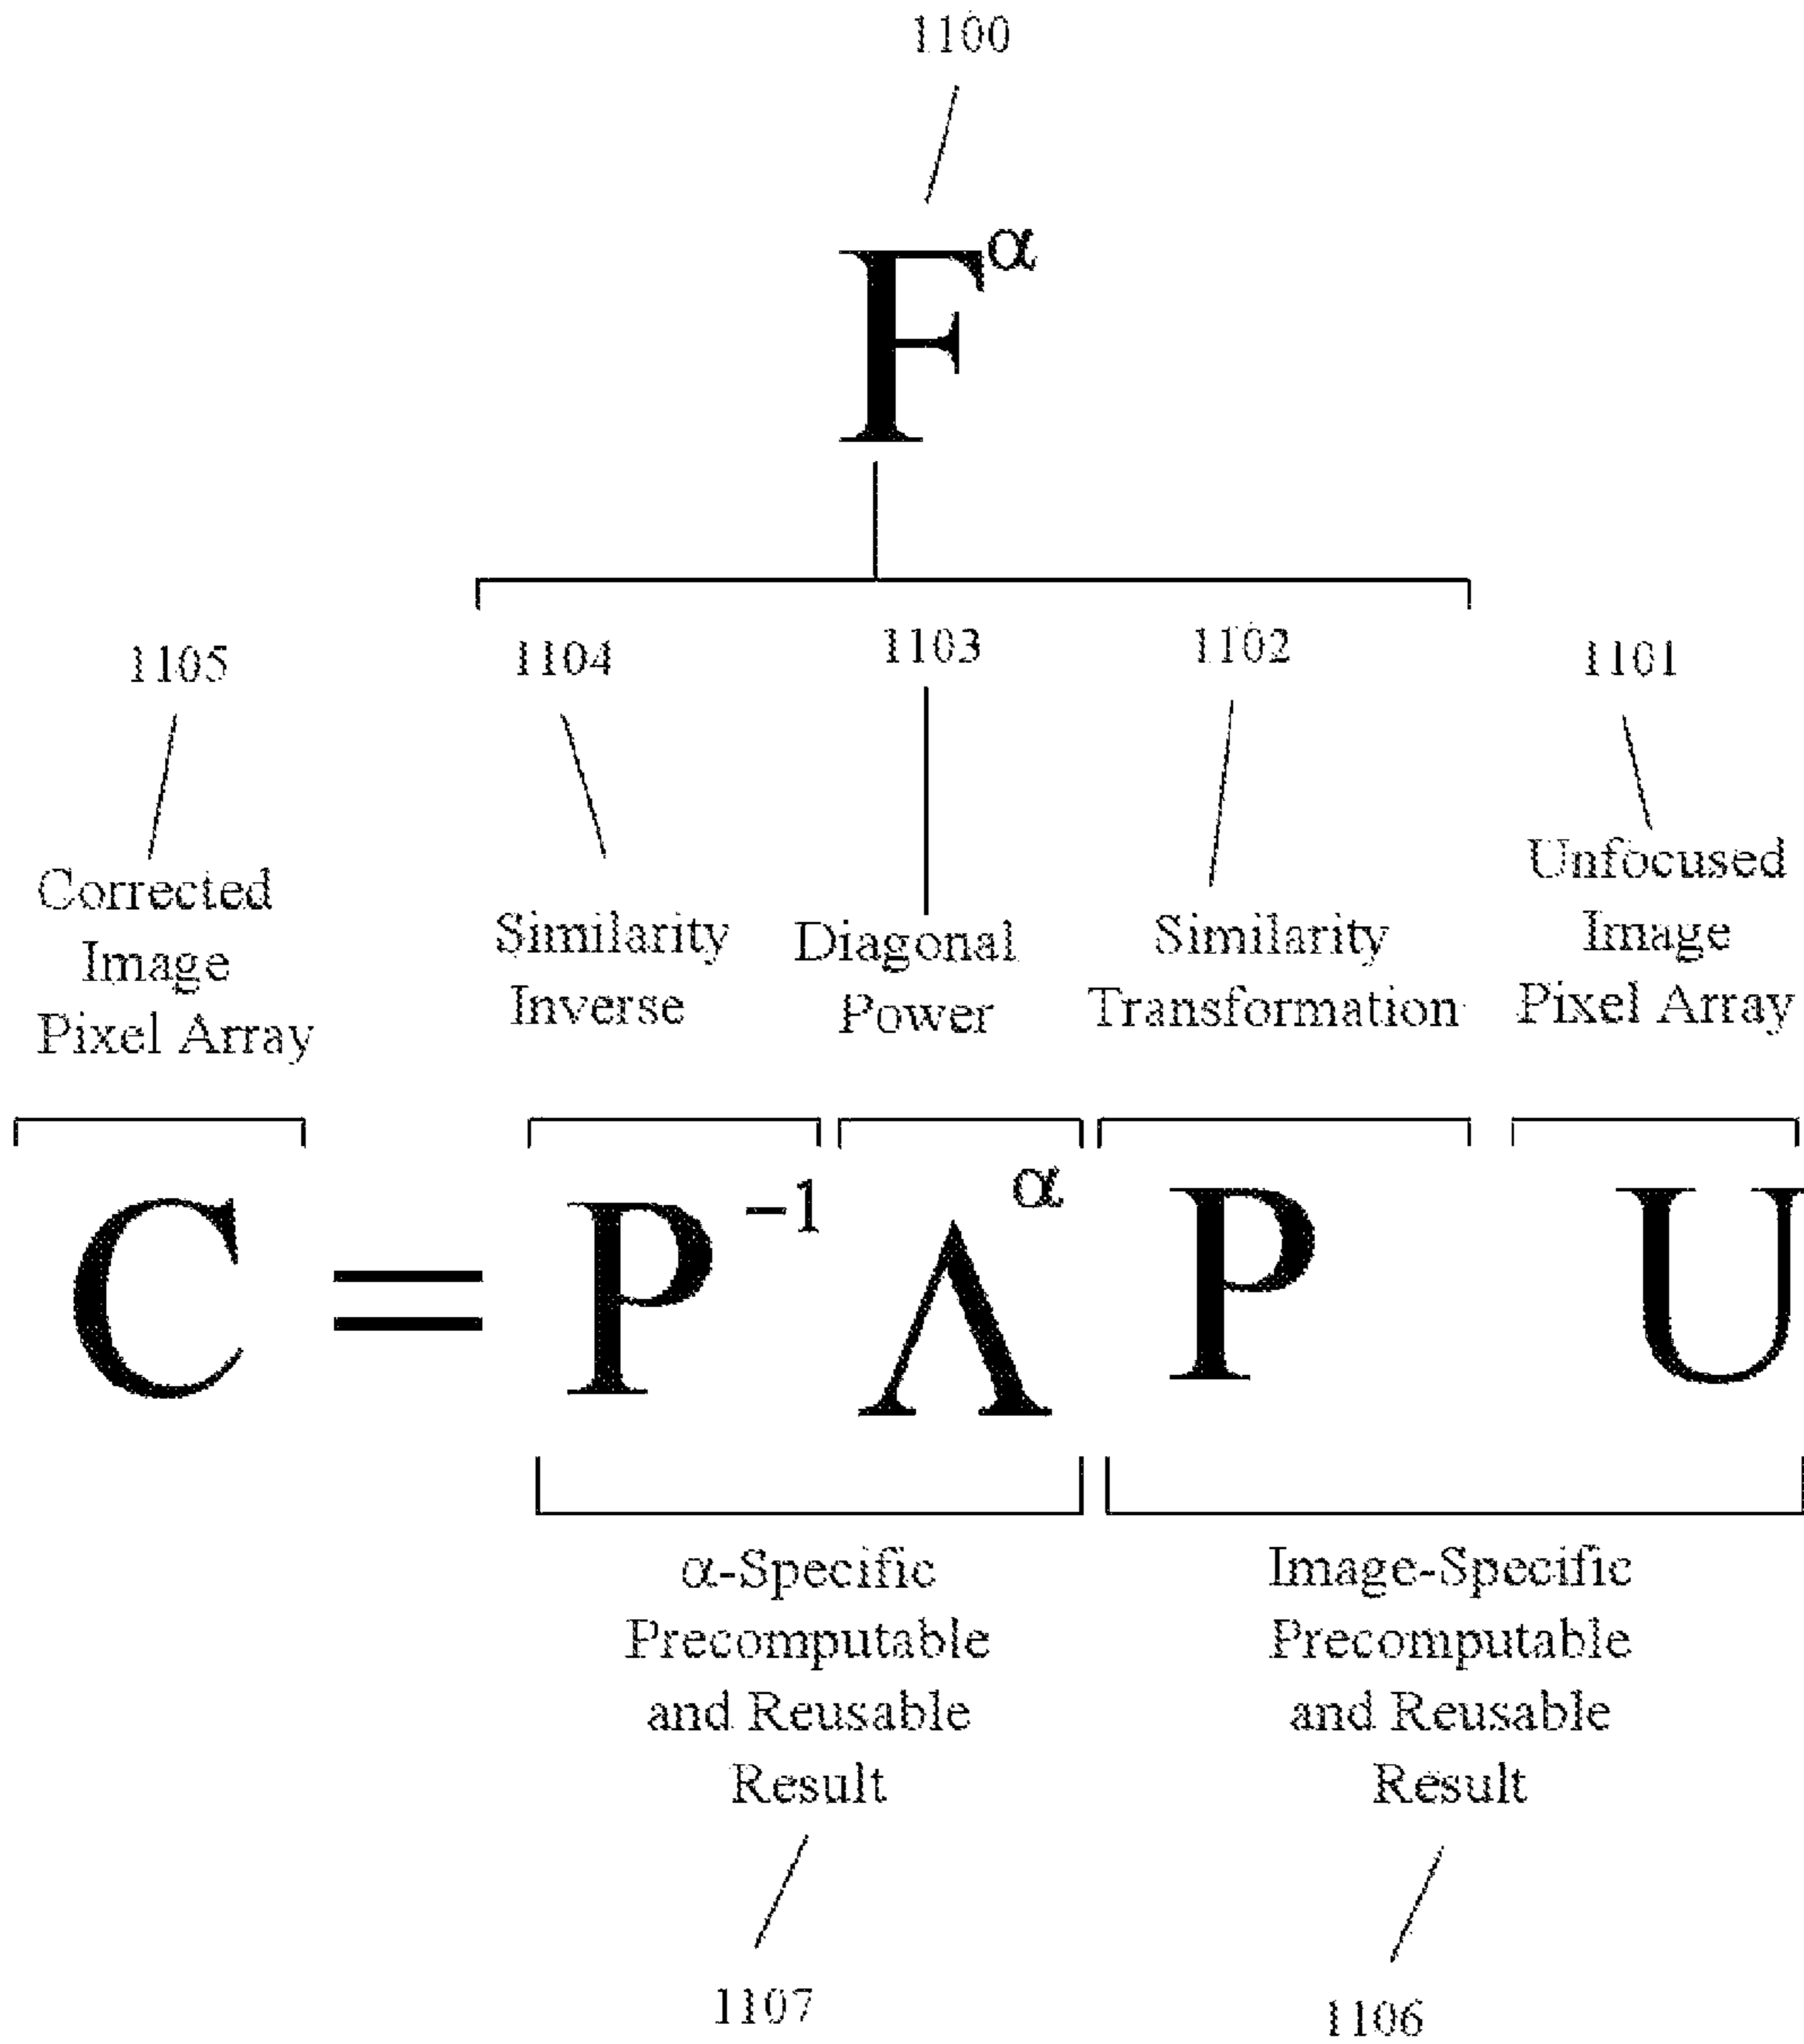 1100
F^α
1105
1104
1103
1102
1101
Corrected
Image
Pixel Array
Similarity
Inverse
Diagonal
Power
Similarity
Transformation
Unfocused
Image
Pixel Array
C = P^−1 Λ^α P U
α-Specific
Precomputable
and Reusable
Result
Image-Specific
Precomputable
and Reusable
Result
1107
1106